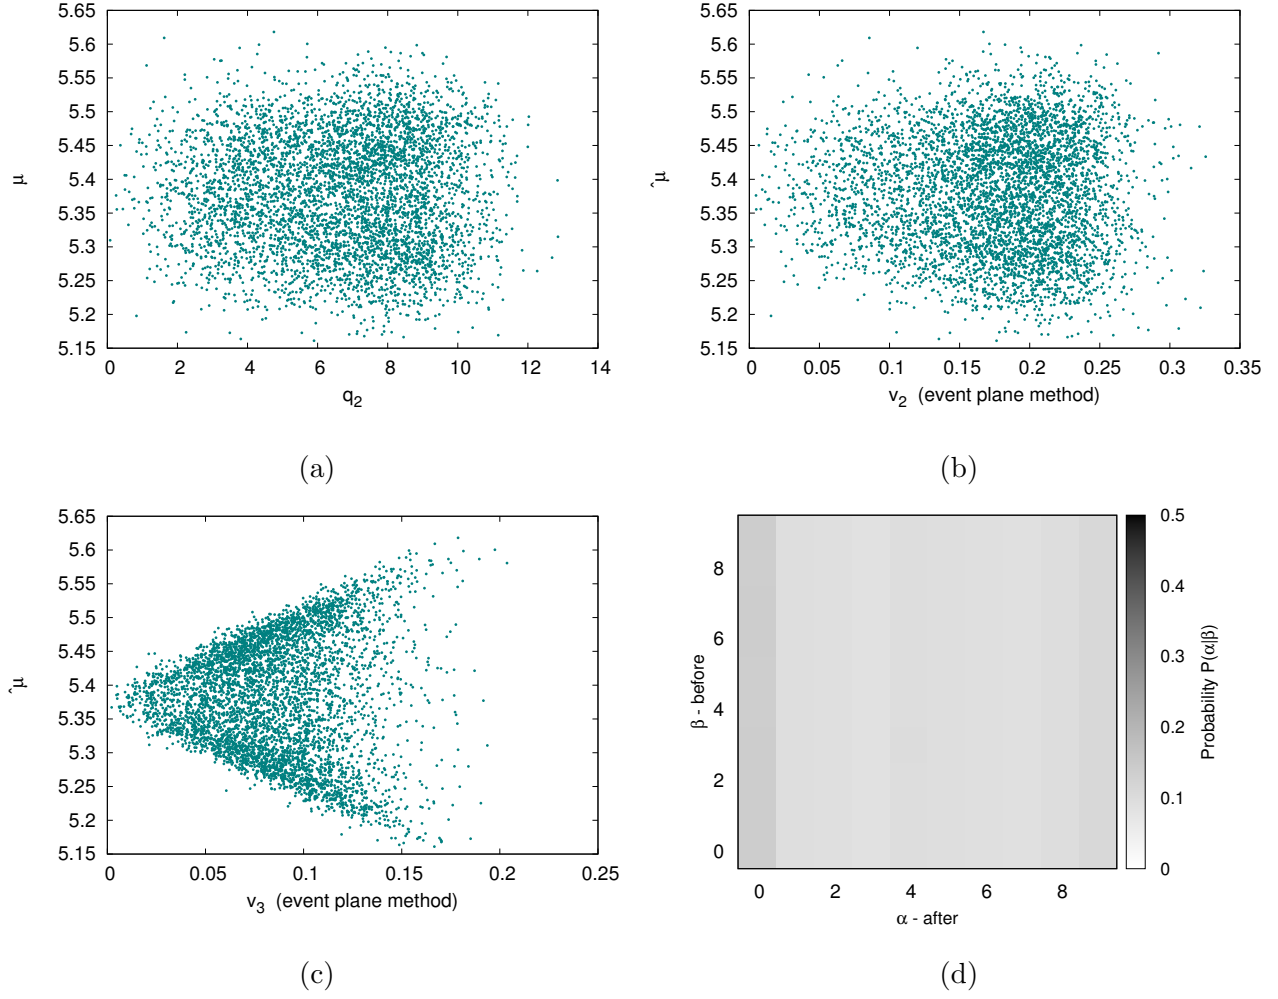 5.65
5.6
5.55
5.5
5.45
5.4
5.35
5.3
5.25
5.2
5.15
μ̂
0 2 4 6 8 10 12 14
q2
(a)
5.65
5.6
5.55
5.5
5.45
5.4
5.35
5.3
5.25
5.2
5.15
μ̂
0 0.05 0.1 0.15 0.2 0.25 0.3 0.35
v2 (event plane method)
(b)
5.65
5.6
5.55
5.5
5.45
5.4
5.35
5.3
5.25
5.2
5.15
μ̂
0 0.05 0.1 0.15 0.2 0.25
v3 (event plane method)
(c)
8
6
4
2
0
β - before
0 2 4 6 8
α - after
0.5
0.4
0.3
0.2
0.1
0
Probability P(α|β)
(d)